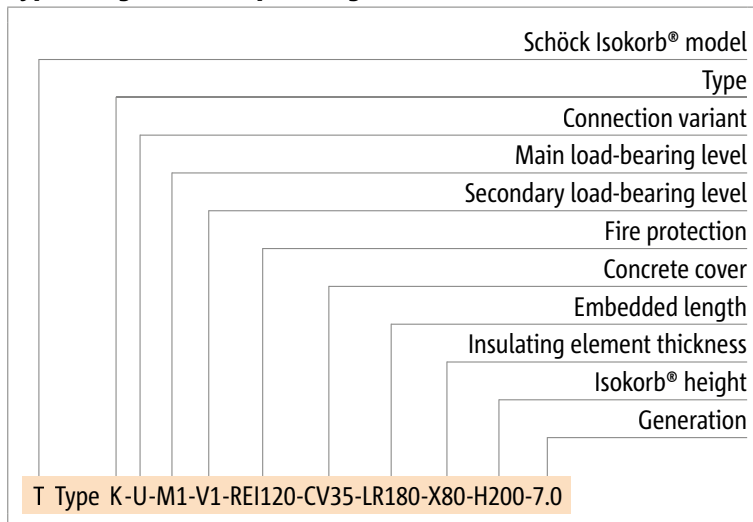 Schöck Isokorb® model
Type
Connection variant
Main load-bearing level
Secondary load-bearing level
Fire protection
Concrete cover
Embedded length
Insulating element thickness
Isokorb® height
Generation
T Type K-U-M1-V1-REI120-CV35-LR180-X80-H200-7.0